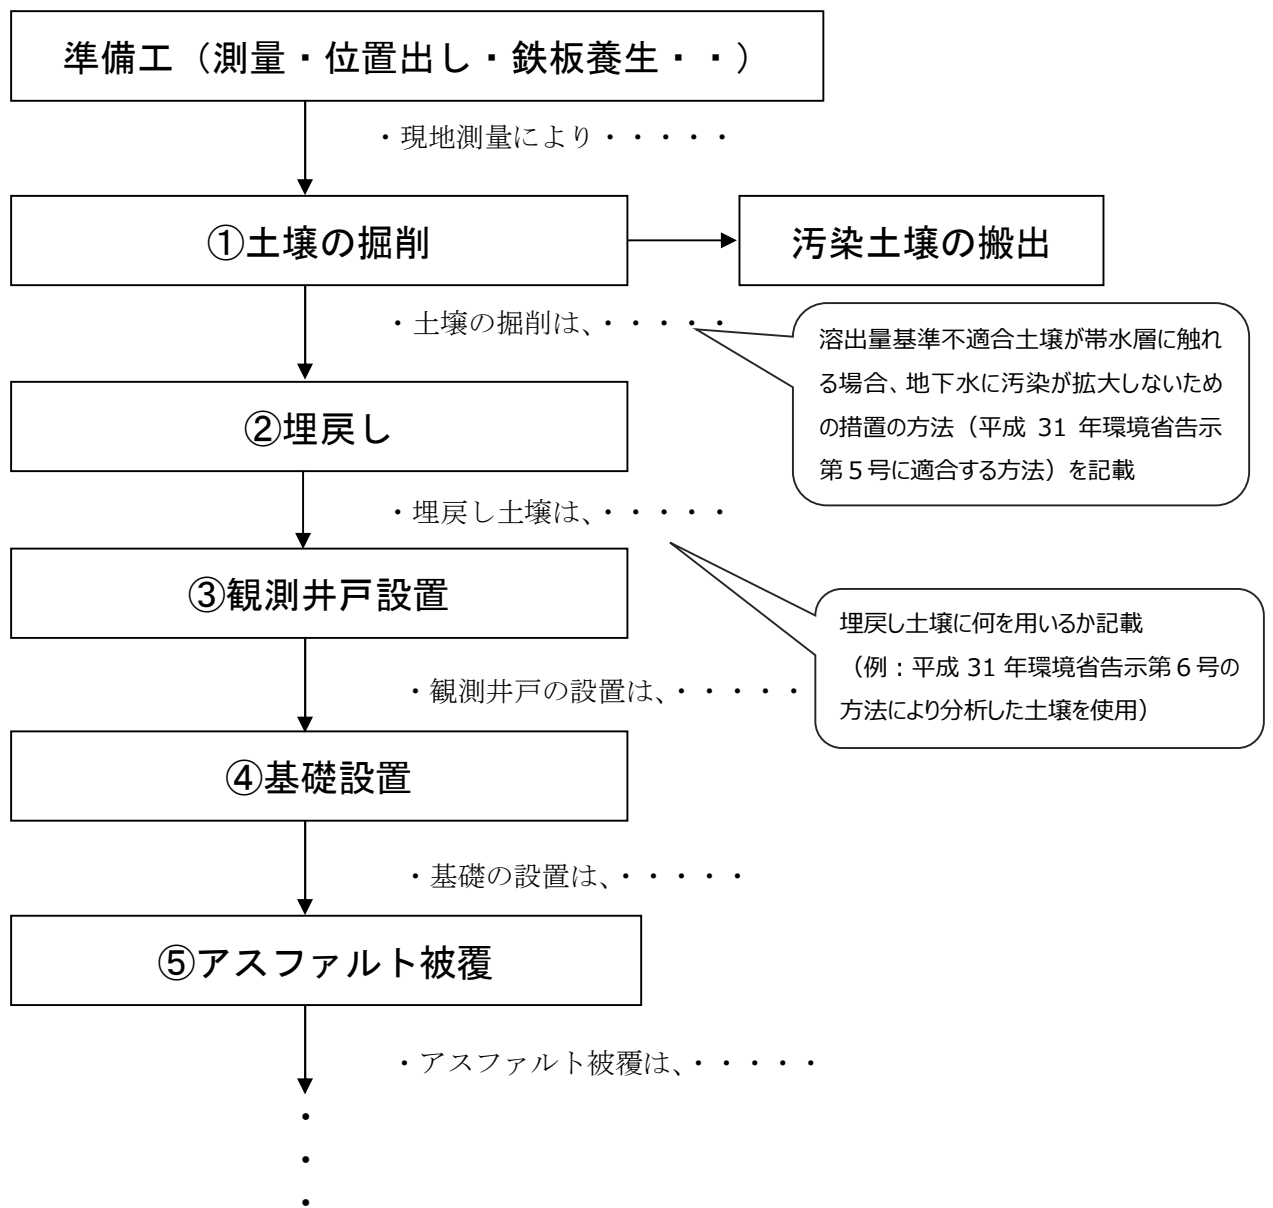 準備工（測量・位置出し・鉄板養生・・）
・現地測量により・・・・・
①土壌の掘削
汚染土壌の搬出
・土壌の掘削は、・・・・・
溶出量基準不適合土壌が帯水層に触れ
る場合、地下水に汚染が拡大しないため
の措置の方法（平成 31 年環境省告示
第５号に適合する方法）を記載
②埋戻し
・埋戻し土壌は、・・・・・
③観測井戸設置
埋戻し土壌に何を用いるか記載
（例：平成 31 年環境省告示第６号の
方法により分析した土壌を使用）
・観測井戸の設置は、・・・・・
④基礎設置
・基礎の設置は、・・・・・
⑤アスファルト被覆
・アスファルト被覆は、・・・・・
・
・
・